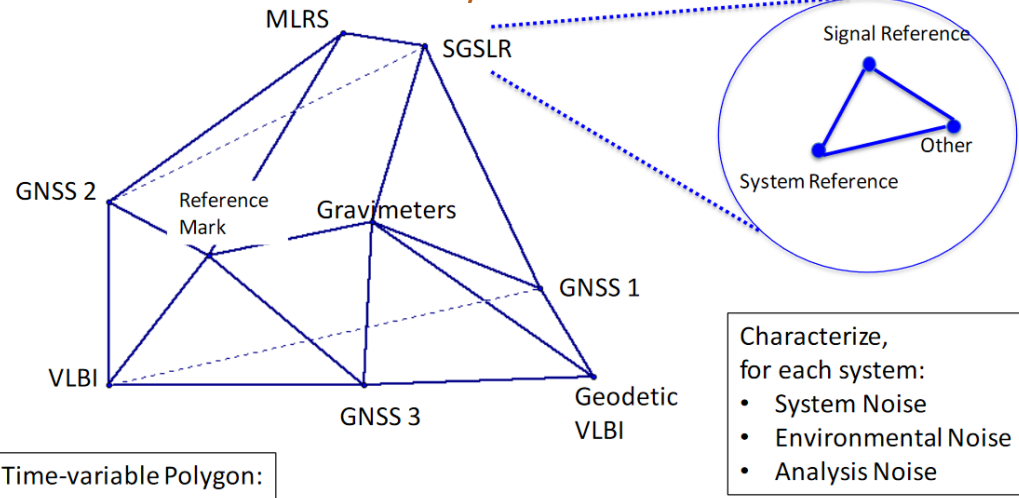 MLRS
SGSLR
Signal Reference
Other
System Reference
GNSS 2
Reference
Mark
Gravimeters
GNSS 1
VLBI
GNSS 3
Geodetic
VLBI
Characterize,
for each system:
• System Noise
• Environmental Noise
• Analysis Noise
Time-variable Polygon: